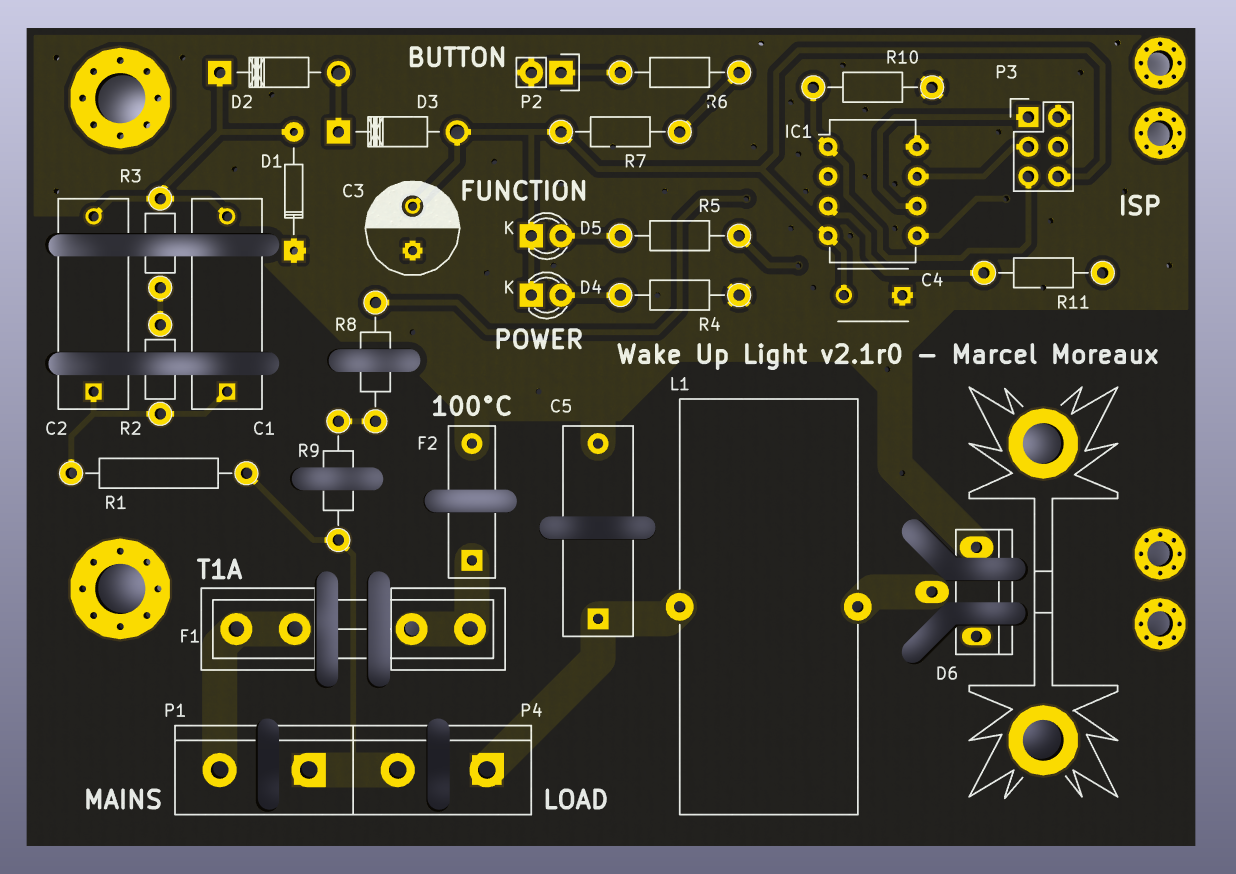 BUTTON
R10
P3
D2
D3
P2
R6
IC1
D1
R7
R3
C3
FUNCTION
ISP
R5
K
D5
C4
K
D4
R11
R8
R4
POWER
Wake Up Light v2.1r0 – Marcel Moreaux
L1
100°C
C5
C2
R2
C1
F2
R9
R1
T1A
F1
D6
P1
P4
MAINS
LOAD